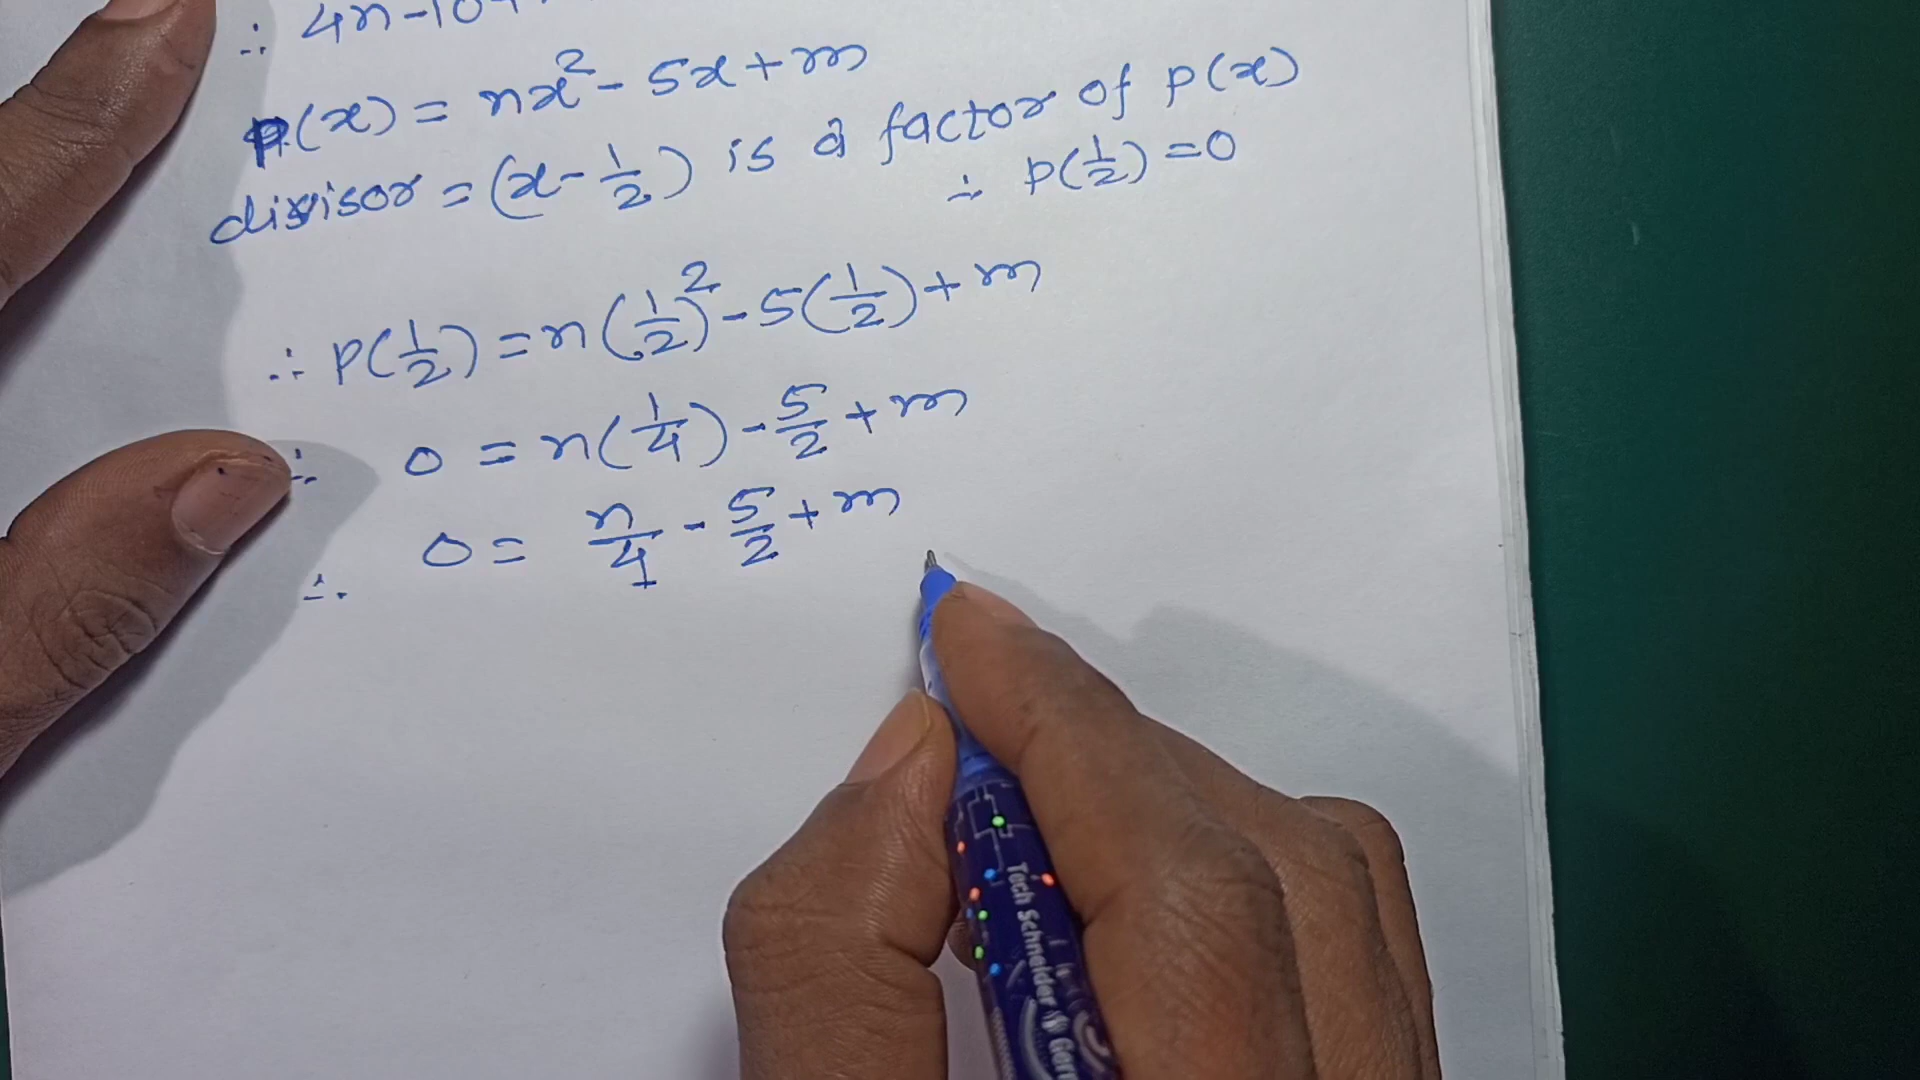 ∴ 4n-10
p(x) = nx² - 5x + m
divisor = (x - 1/2) is a factor of p(x)
∴ p(1/2) = 0
∴ p(1/2) = n(1/2)² - 5(1/2) + m
∴ 0 = n(1/4) - 5/2 + m
∴ 0 = n/4 - 5/2 + m
Tech Schneider